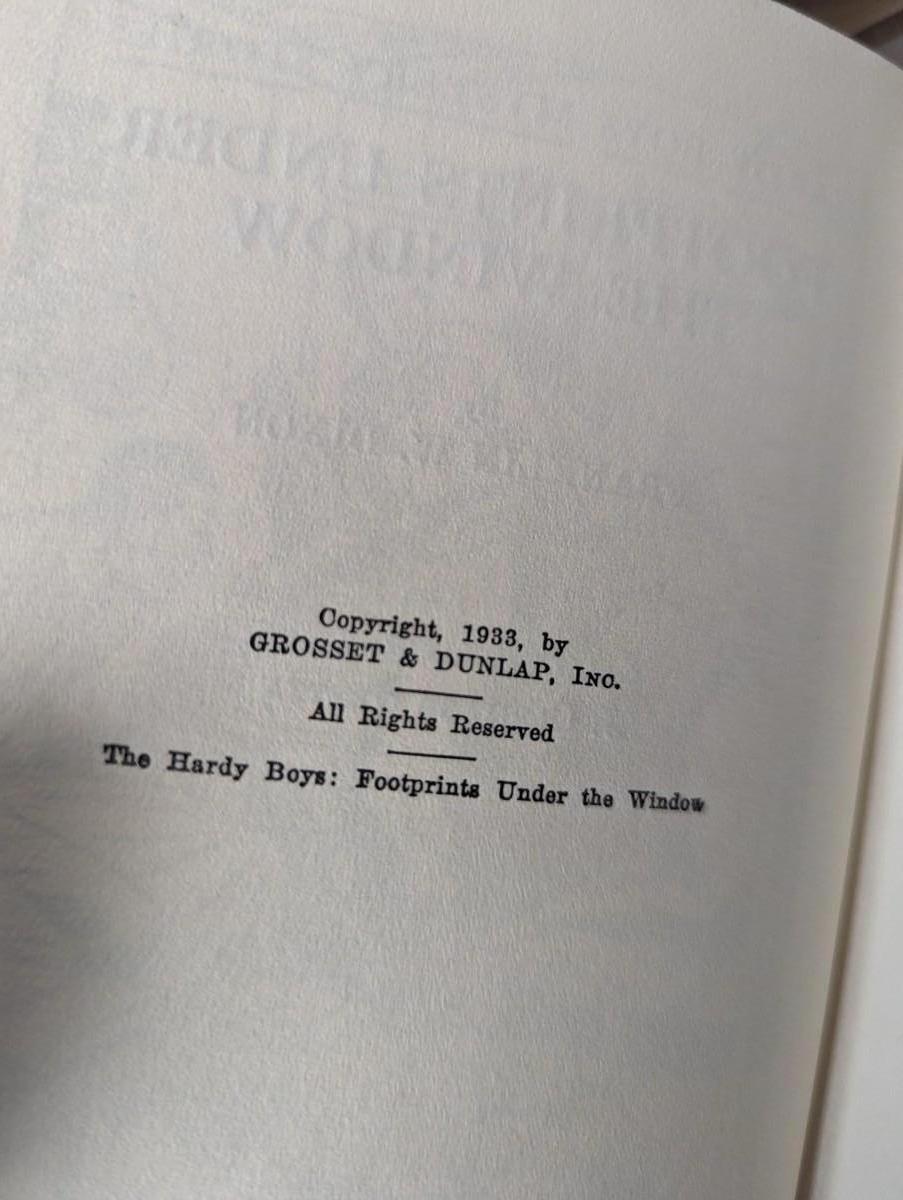 Copyright, 1933, by
GROSSET & DUNLAP, INC.
All Rights Reserved
The Hardy Boys: Footprints Under the Window